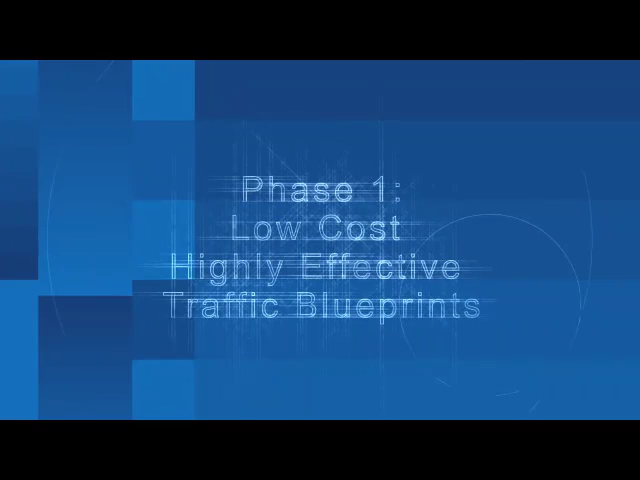 Phase 1:
Low Cost
Highly Effective
Traffic Blueprints